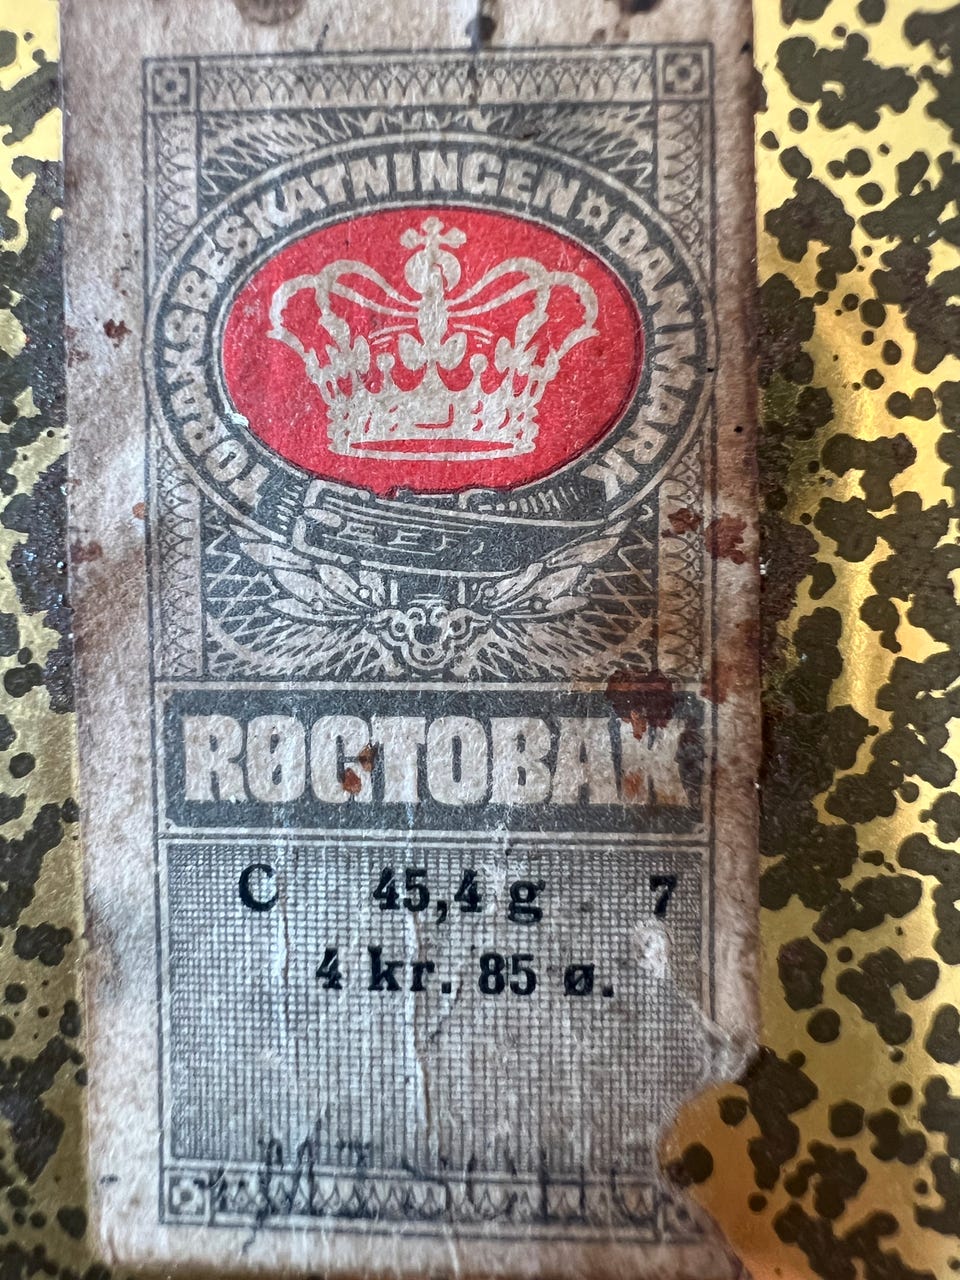 TOBAKSBESKATNINGEN ☆ DANMARK
RØGTOBAK
C 45,4 g 7
4 kr. 85 ø.